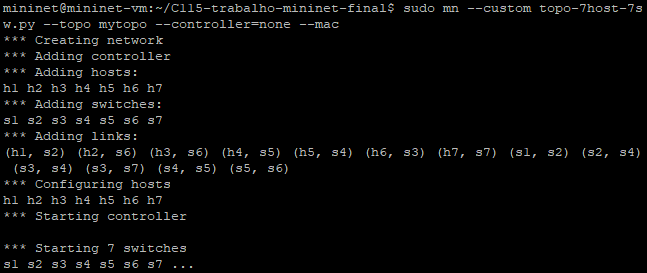 mininet@mininet-vm:~/C115-trabalho-mininet-final$ sudo mn --custom topo-7host-7s
w.py --topo mytopo --controller=none --mac
*** Creating network
*** Adding controller
*** Adding hosts:
h1 h2 h3 h4 h5 h6 h7
*** Adding switches:
s1 s2 s3 s4 s5 s6 s7
*** Adding links:
(h1, s2) (h2, s6) (h3, s6) (h4, s5) (h5, s4) (h6, s3) (h7, s7) (s1, s2) (s2, s4)
 (s3, s4) (s3, s7) (s4, s5) (s5, s6)
*** Configuring hosts
h1 h2 h3 h4 h5 h6 h7
*** Starting controller

*** Starting 7 switches
s1 s2 s3 s4 s5 s6 s7 ...